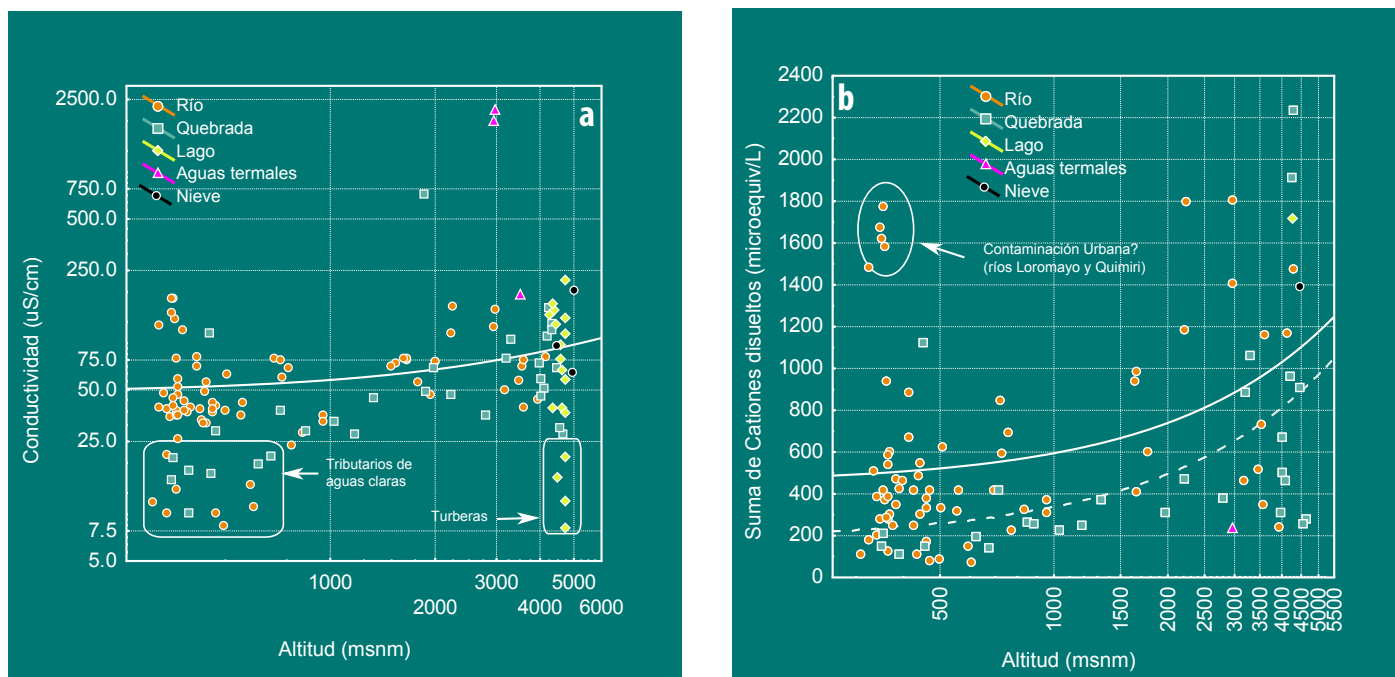 a
Río
Quebrada
Lago
Aguas termales
Nieve
2500.0
750.0
500.0
250.0
75.0
50.0
25.0
7.5
5.0
Conductividad (uS/cm)
Tributarios de
aguas claras
Turberas
1000
3000
5000
2000
4000
6000
Altitud (msnm)
b
Río
Quebrada
Lago
Aguas termales
Nieve
2400
2200
2000
1800
1600
1400
1200
1000
800
600
400
200
0
Suma de Cationes disueltos (microequiv/L)
Contaminación Urbana?
(ríos Loromayo y Quimiri)
500
1000
1500
2000
2500
3000
3500
4000
4500
5000
5500
Altitud (msnm)